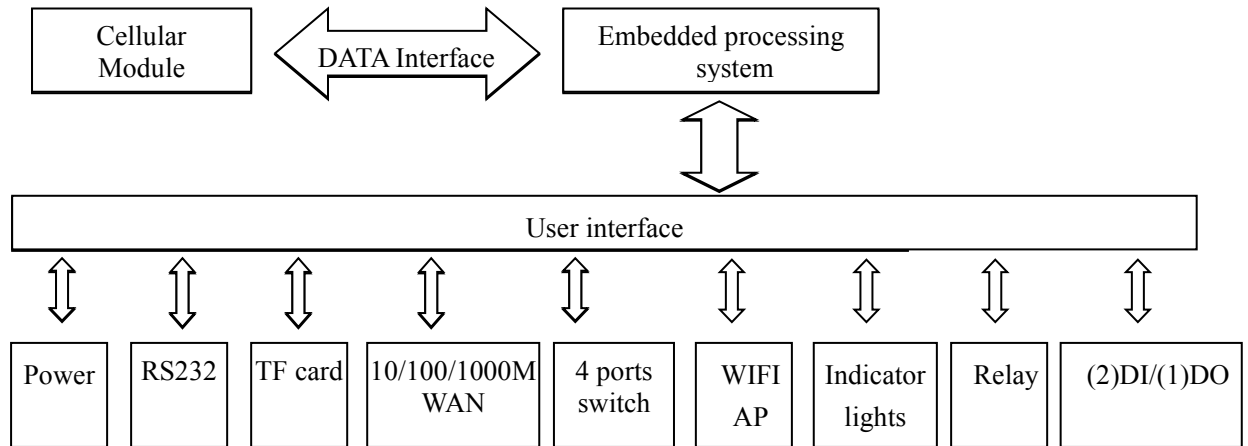 Cellular
Module
DATA Interface
Embedded processing
system
User interface
Power
RS232
TF card
10/100/1000M
WAN
4 ports
switch
WIFI
AP
Indicator
lights
Relay
(2)DI/(1)DO